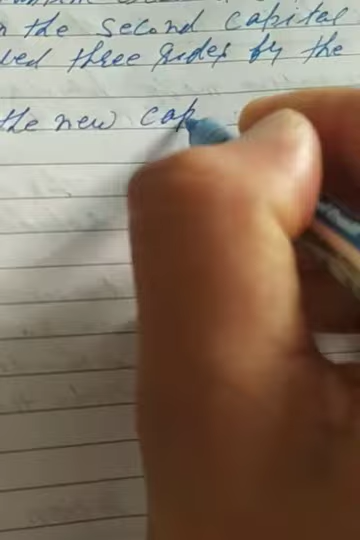 n the second capital
ved three sides by the
the new cap